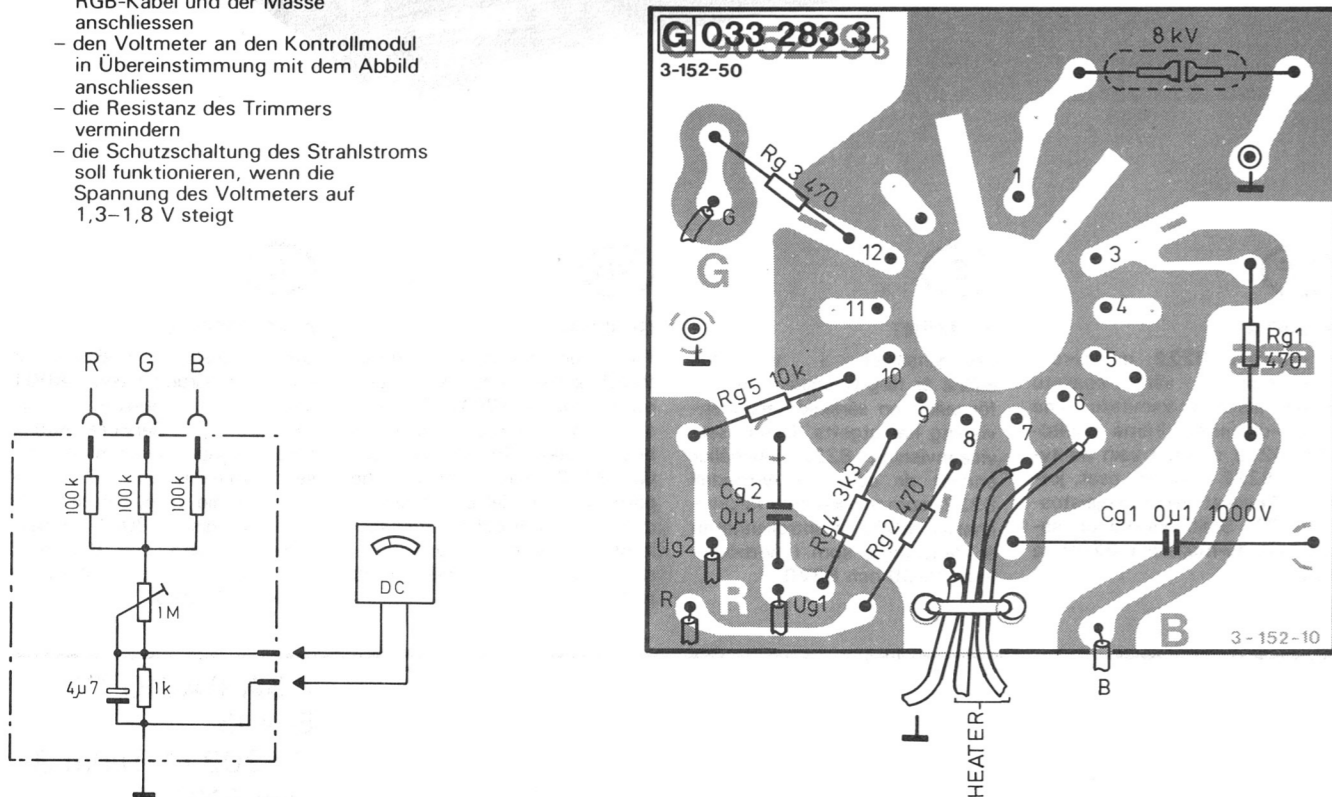 RGB-Kabel und der Masse
anschliessen
– den Voltmeter an den Kontrollmodul
in Übereinstimmung mit dem Abbild
anschliessen
– die Resistanz des Trimmers
vermindern
– die Schutzschaltung des Strahlstroms
soll funktionieren, wenn die
Spannung des Voltmeters auf
1,3–1,8 V steigt
R G B
100k 100k 100k
1M
DC
4µ7 1k
G 033 283 3
3-152-50
8 kV
1
Rg 3 470
G
12
3
G
11
4
Rg1
470
5
10
Rg 5 10k
9
6
8
7
Cg 2
0µ1
Rg4 3k3
Rg2 470
Cg1 0µ1 1000V
Ug2
R
R
Ug1
B
3-152-10
B
HEATER